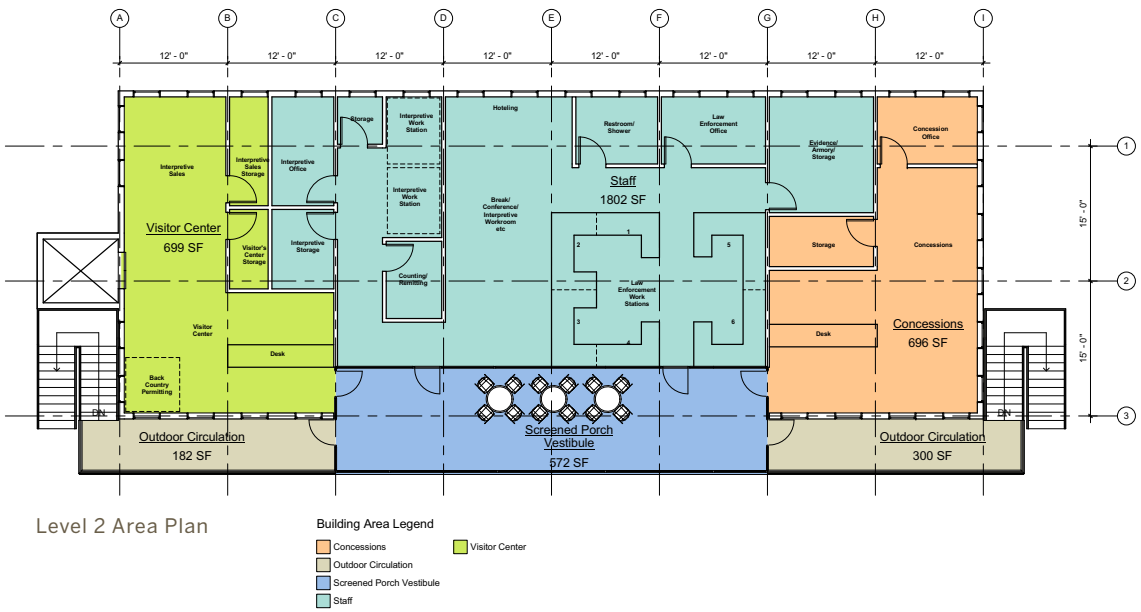 A B C D E F G H I
12' - 0" 12' - 0" 12' - 0" 12' - 0" 12' - 0" 12' - 0" 12' - 0" 12' - 0"
Hoteling
Storage
Interpretive
Work
Station
Restroom/
Shower
Law
Enforcement
Office
Evidence/
Armory/
Storage
Concession
Office
1
Interpretive
Sales
Interpretive
Sales
Storage
Interpretive
Office
Interpretive
Work
Station
Staff
1802 SF
Break/
Conference/
Interpretive
Workroom
etc
15' - 0"
Visitor Center
699 SF
Visitor's
Center
Storage
Interpretive
Storage
Counting/
Remitting
1
2
5
Law
Enforcement
Work
Stations
3
4
6
Storage
Concessions
2
Visitor
Center
Desk
Desk
Concessions
696 SF
15' - 0"
Back
Country
Permitting
DN
DN
3
Outdoor Circulation
182 SF
Screened Porch
Vestibule
572 SF
Outdoor Circulation
300 SF
Level 2 Area Plan
Building Area Legend
Concessions
Visitor Center
Outdoor Circulation
Screened Porch Vestibule
Staff